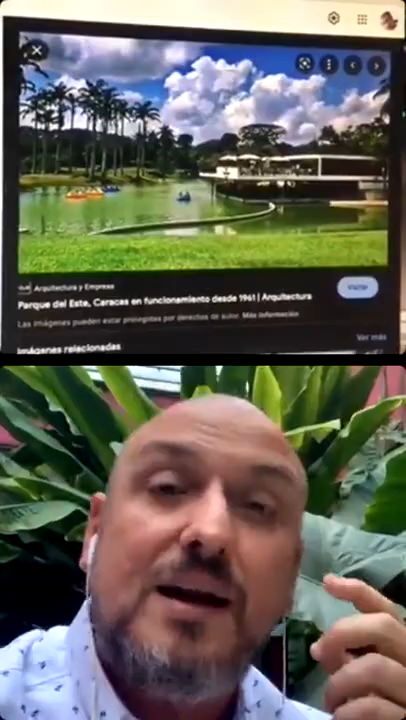 Arquitectura y Empresa
Visitar
Parque del Este, Caracas en funcionamiento desde 1961 | Arquitectura
Las imágenes pueden estar protegidas por derechos de autor. Más información
Imágenes relacionadas
Ver más